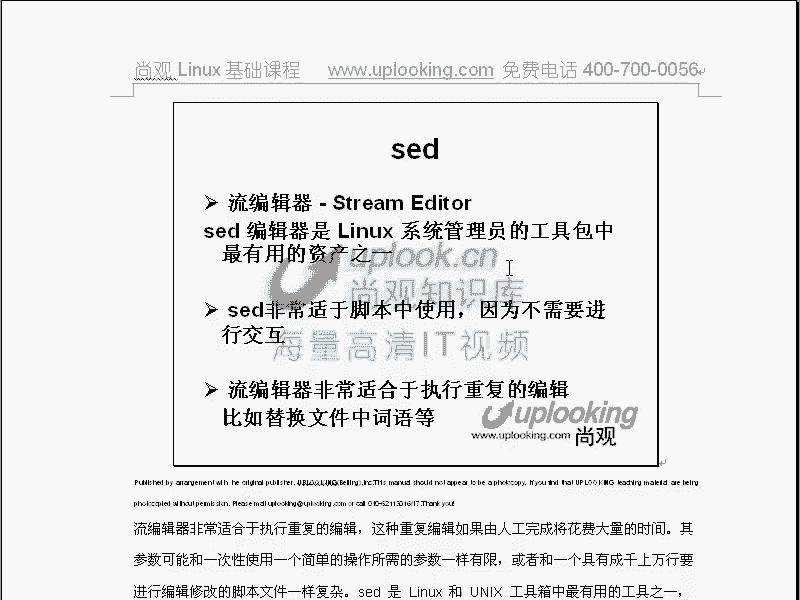 尚观 Linux 基础课程 www.uplooking.com 免费电话 400-700-0056
sed
➢ 流编辑器 - Stream Editor
sed 编辑器是 Linux 系统管理员的工具包中
最有用的资产之一
uplook.cn
尚观知识库
➢ sed非常适于脚本中使用，因为不需要进
行交互
海量高清IT视频
➢ 流编辑器非常适合于执行重复的编辑
比如替换文件中词语等
uplooking
www.uplooking.com 尚观
Published by arrangement with the original publisher, UPLOOKING(Beijing),Inc.This manual should not appear to be a photocopy. If you find that UPLOOKING teaching material are being
photocopied without permission. Please mail uplooking@uplooking.com or call 010-62113016/17.Thank you!
流编辑器非常适合于执行重复的编辑，这种重复编辑如果由人工完成将花费大量的时间。其
参数可能和一次性使用一个简单的操作所需的参数一样有限，或者和一个具有成千上万行要
进行编辑修改的脚本文件一样复杂。sed 是 Linux 和 UNIX 工具箱中最有用的工具之一，